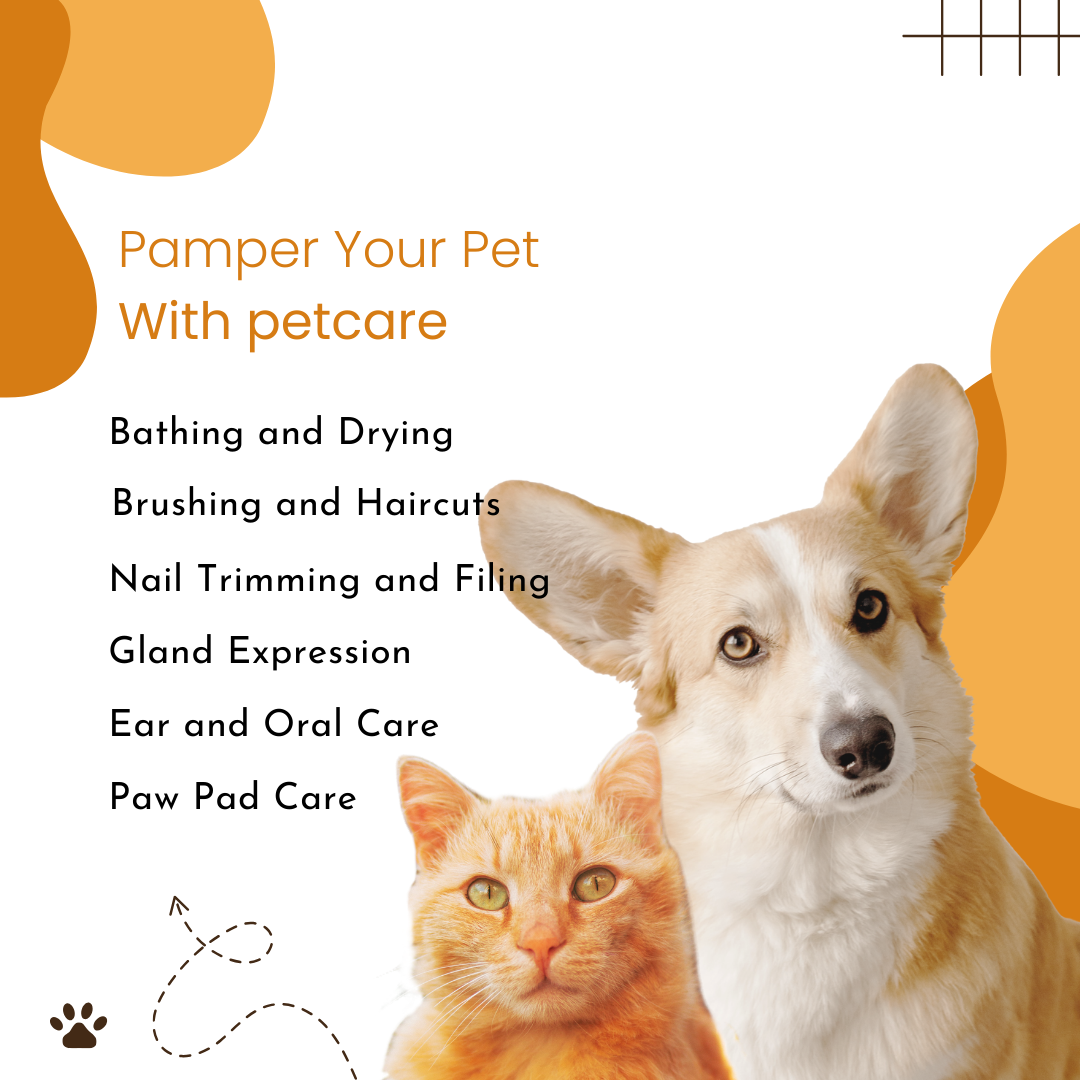 Pamper Your Pet
With petcare
Bathing and Drying
Brushing and Haircuts
Nail Trimming and Filing
Gland Expression
Ear and Oral Care
Paw Pad Care